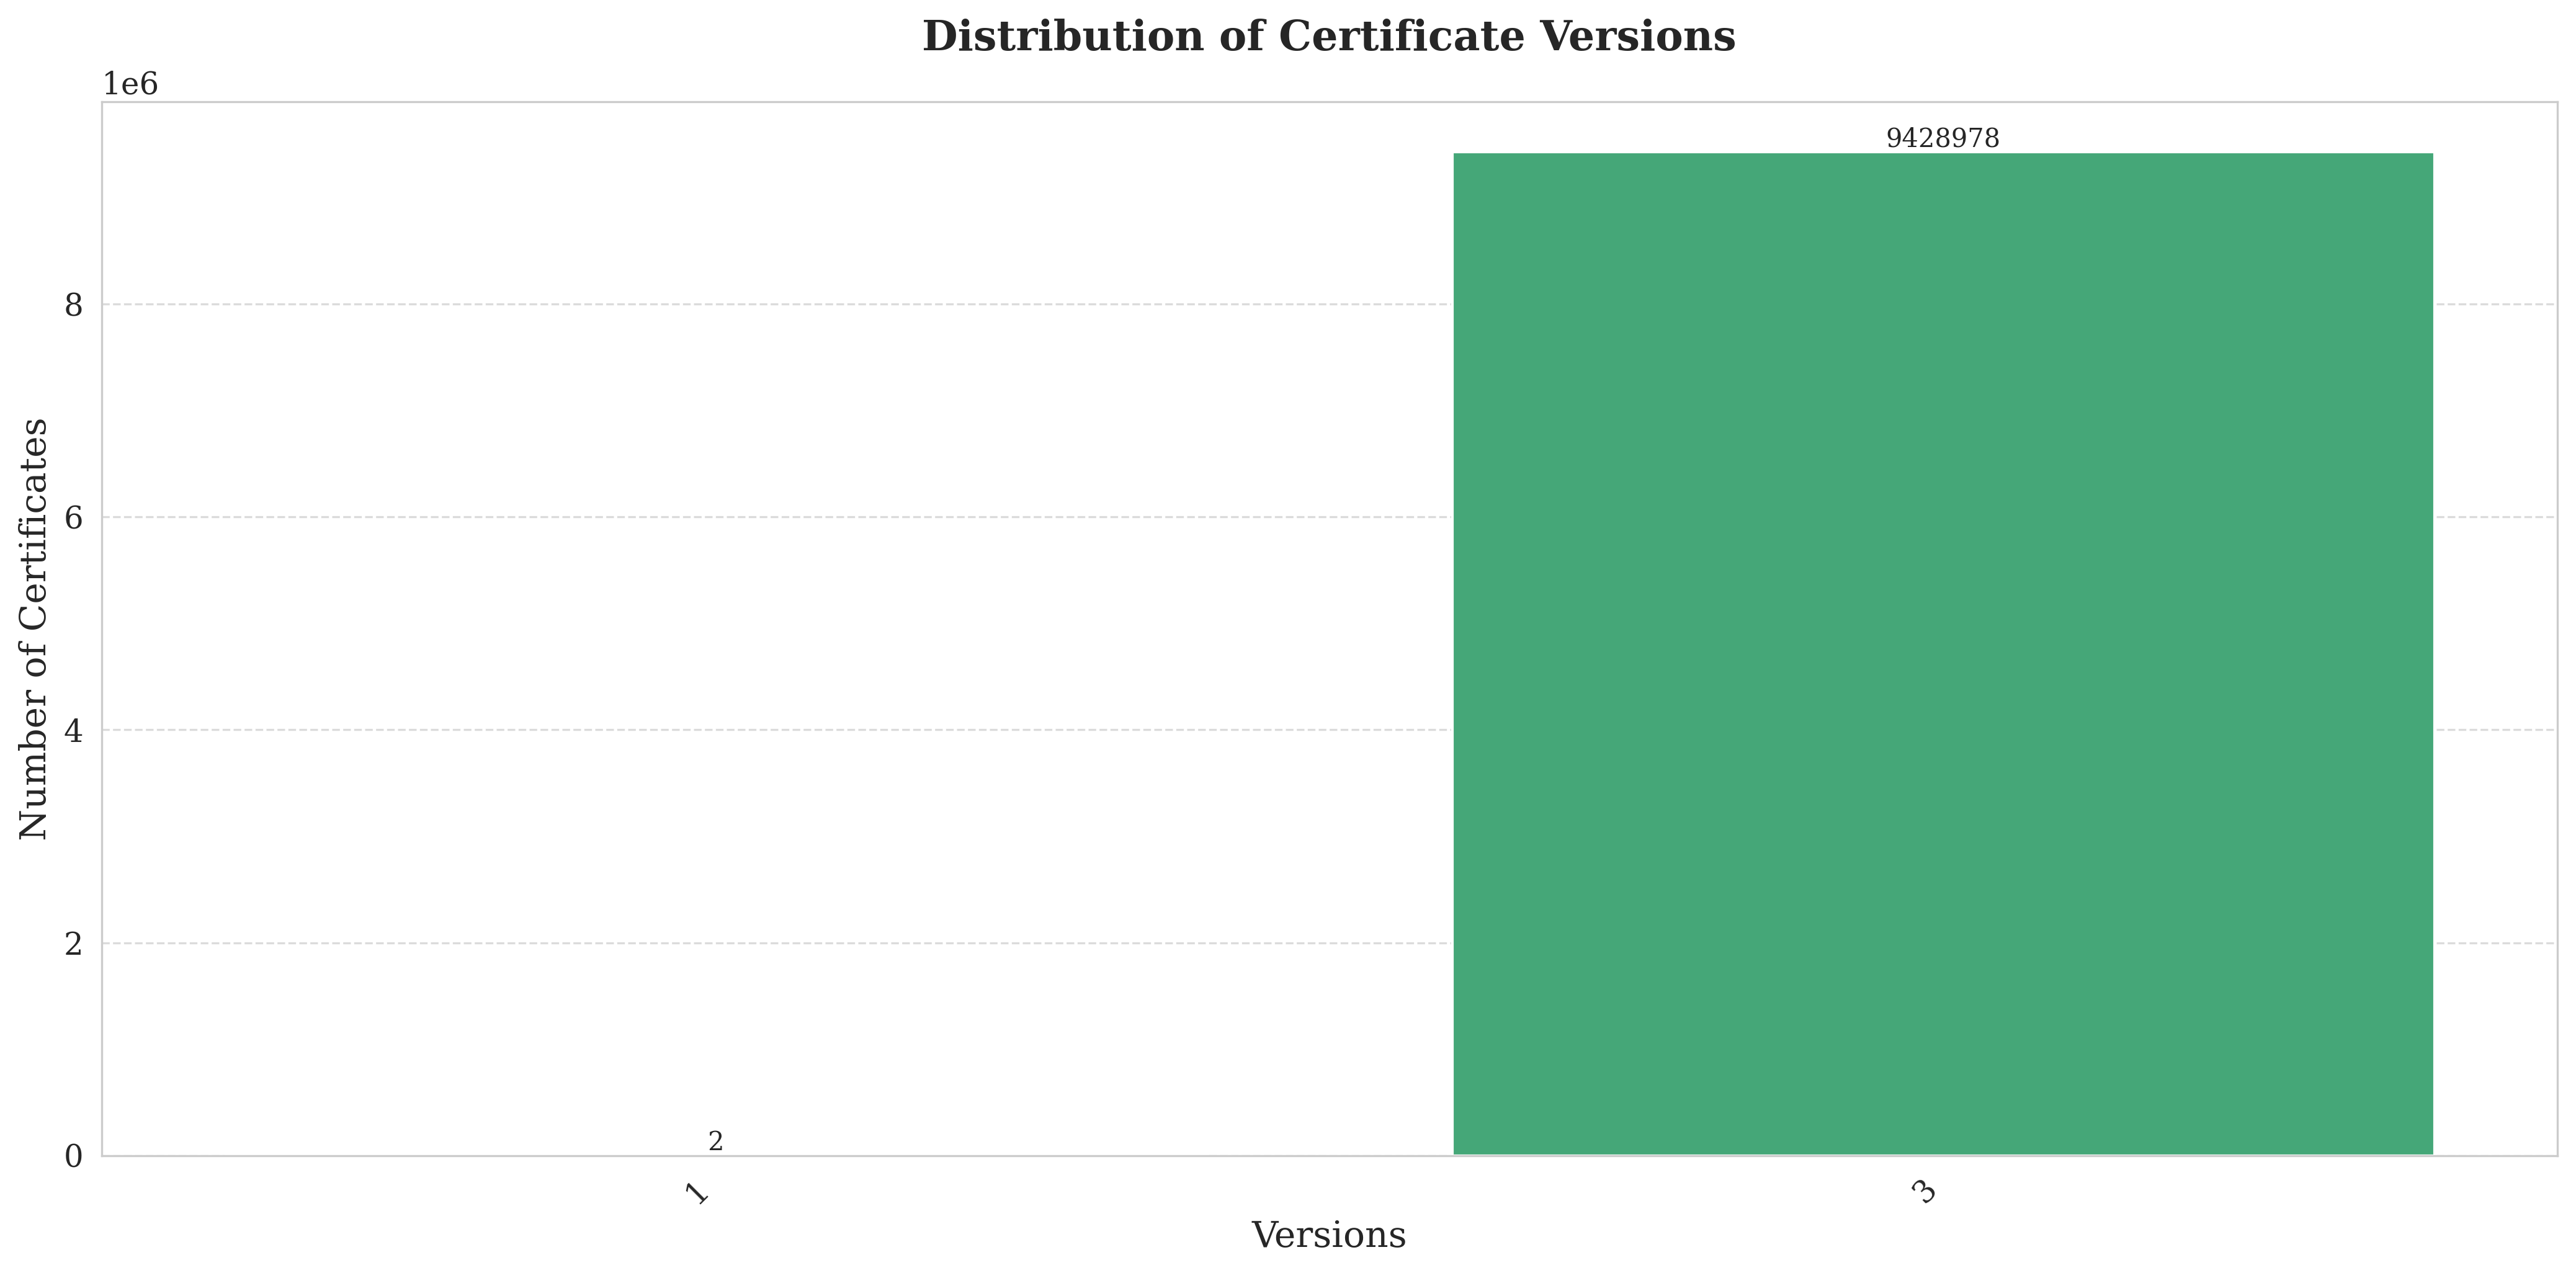 Distribution of Certificate Versions
1e6
9428978
8
6
4
2
0
2
Number of Certificates
1
3
Versions